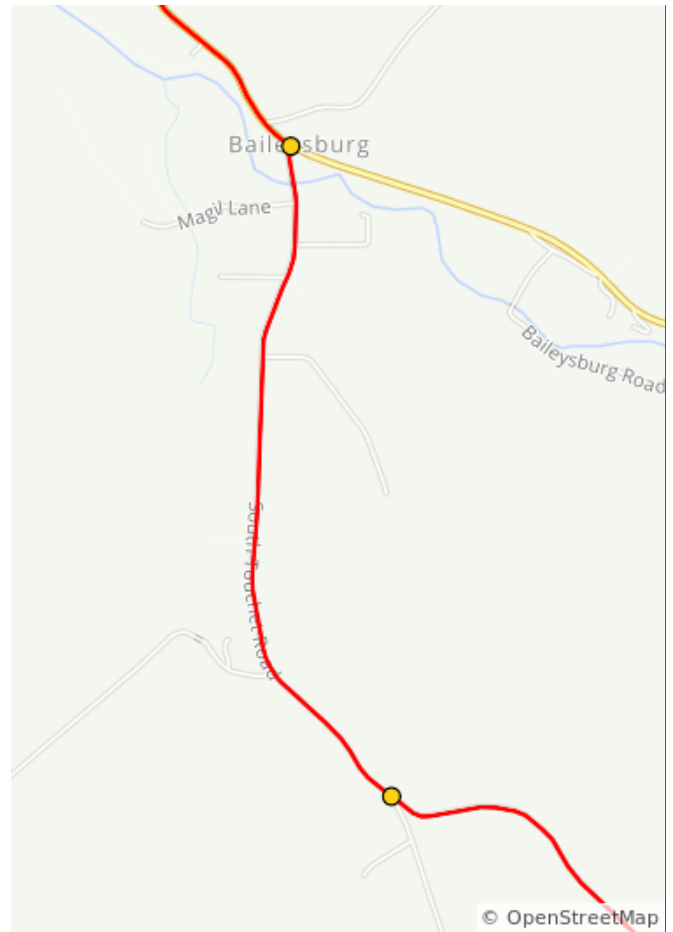 Baileysburg
Magil Lane
Baileysburg Road
South Touchet Road
© OpenStreetMap